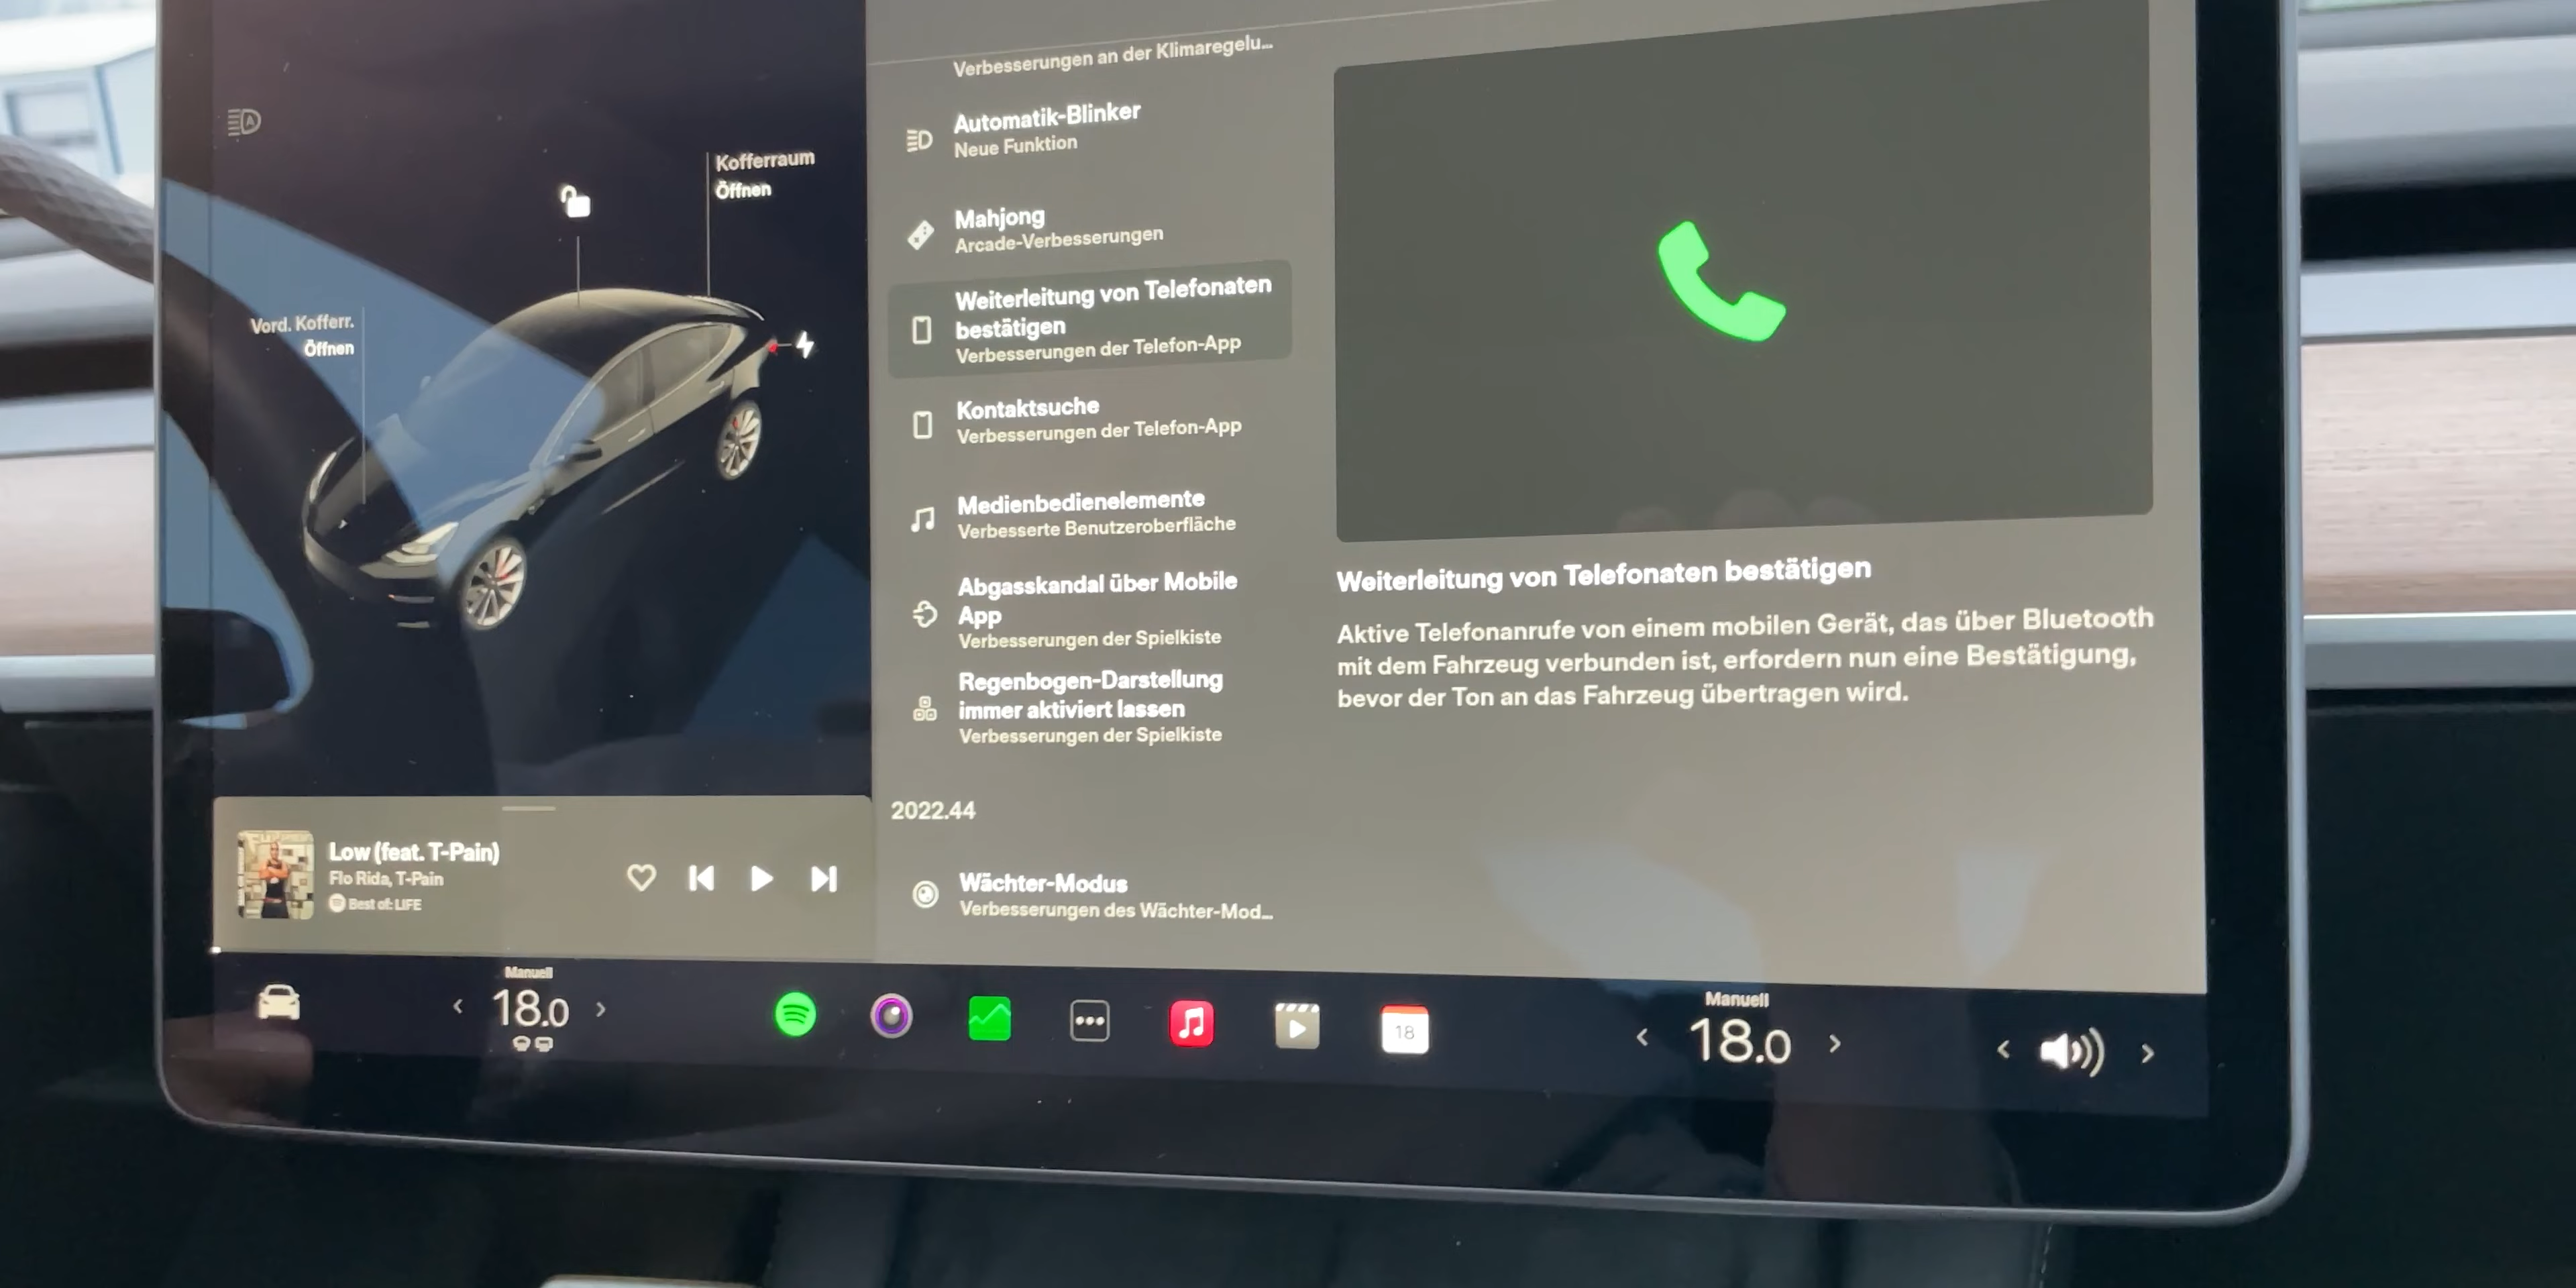 Kofferraum
Öffnen
Vord. Kofferr.
Öffnen
Low (feat. T-Pain)
Flo Rida, T-Pain
Best of: LIFE
Verbesserungen an der Klimaregelu...
Automatik-Blinker
Neue Funktion
Mahjong
Arcade-Verbesserungen
Weiterleitung von Telefonaten
bestätigen
Verbesserungen der Telefon-App
Kontaktsuche
Verbesserungen der Telefon-App
Medienbedienelemente
Verbesserte Benutzeroberfläche
Abgasskandal über Mobile
App
Verbesserungen der Spielkiste
Regenbogen-Darstellung
immer aktiviert lassen
Verbesserungen der Spielkiste
2022.44
Wächter-Modus
Verbesserungen des Wächter-Mod...
Weiterleitung von Telefonaten bestätigen
Aktive Telefonanrufe von einem mobilen Gerät, das über Bluetooth
mit dem Fahrzeug verbunden ist, erfordern nun eine Bestätigung,
bevor der Ton an das Fahrzeug übertragen wird.
Manuell
18.0
18
Manuell
18.0